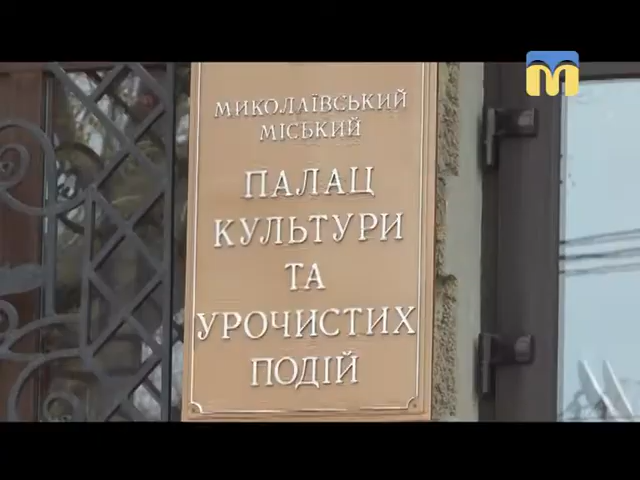 МИКОЛАЇВСЬКИЙ
МІСЬКИЙ
ПАЛАЦ
КУЛЬТУРИ
ТА
УРОЧИСТИХ
ПОДІЙ